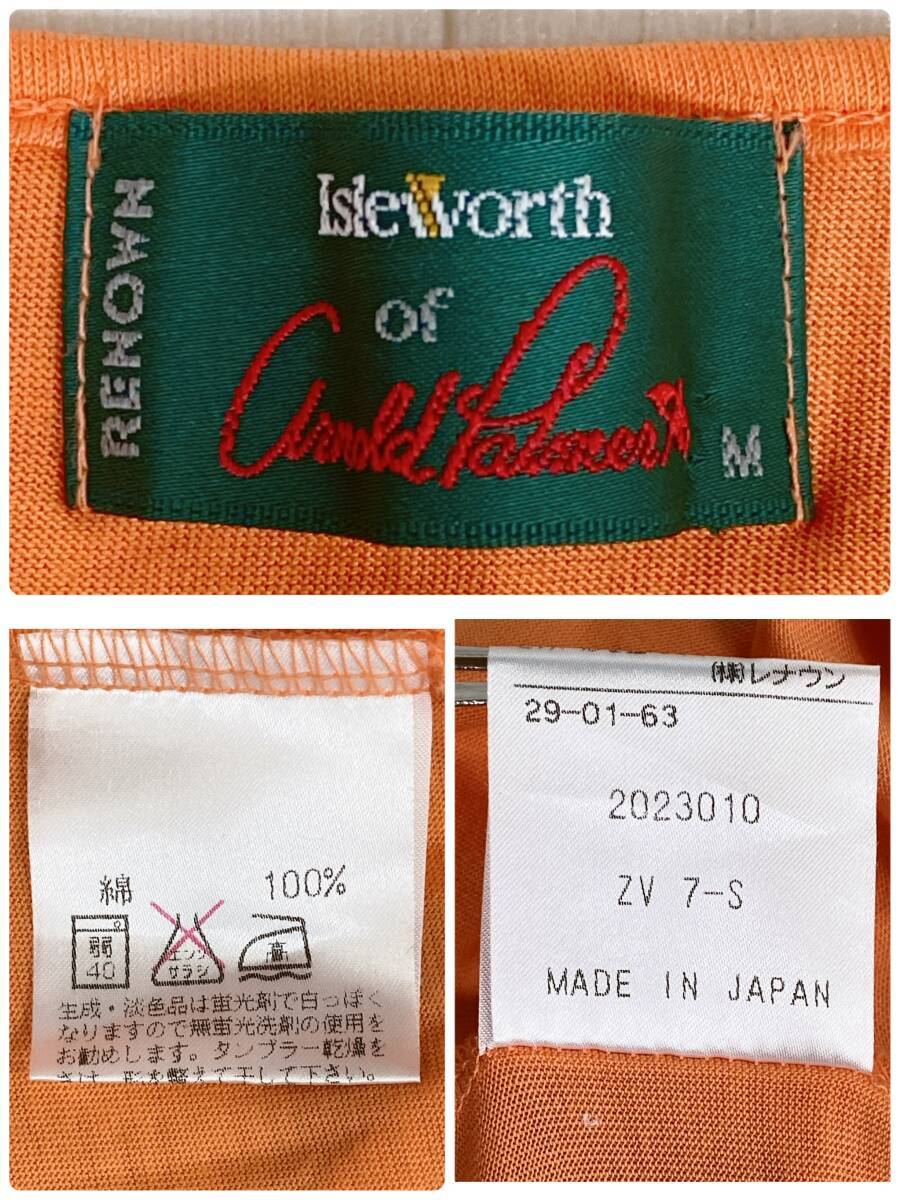 RENOWN
Isleworth
of
Arnold Palmer
M
綿 100%
弱
40
エンソ
サラシ
高
生成・淡色品は蛍光剤で白っぽく
なりますので無蛍光洗剤の使用を
お勧めします。タンブラー乾燥を
さけ、形を整えて干して下さい。
(株)レナウン
29-01-63
2023010
ZV 7-S
MADE IN JAPAN